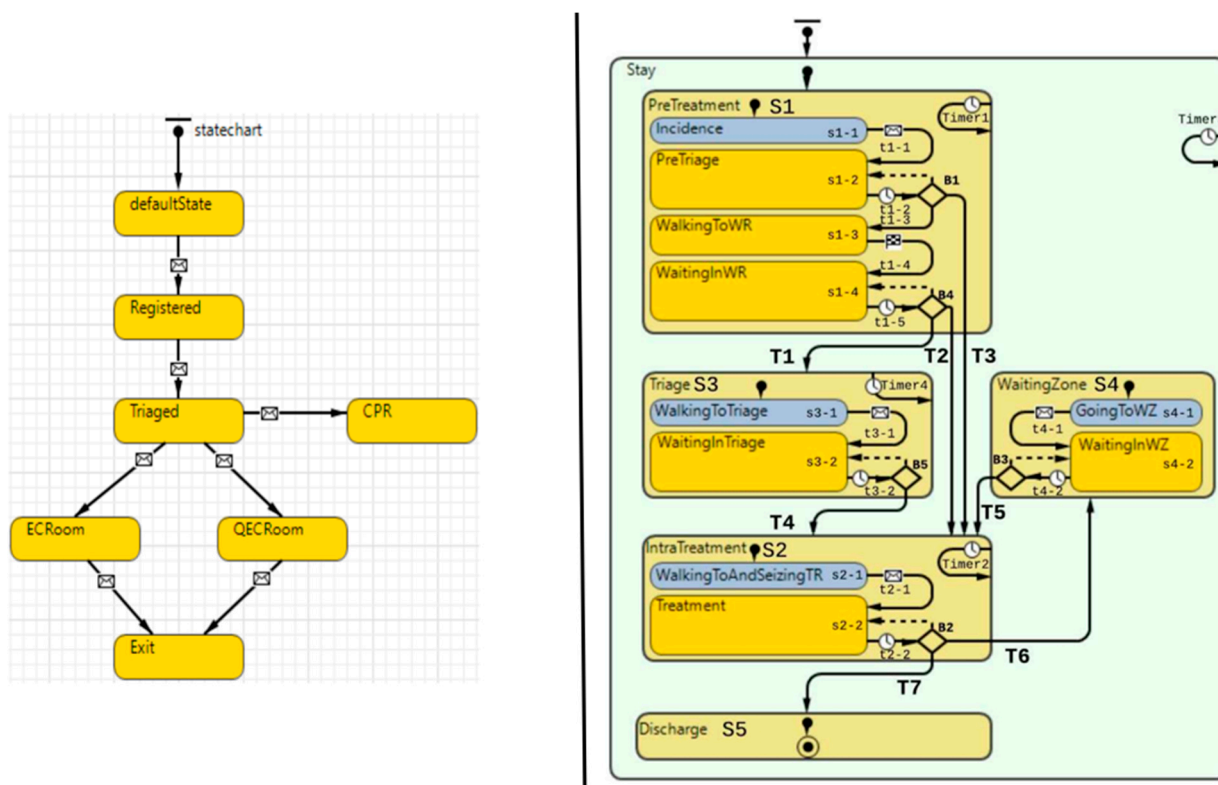 statechart
defaultState
Registered
Triaged
CPR
ECRoom
QECRoom
Exit
Stay
PreTreatment S1
Timer1
Timer
Incidence s1-1
t1-1
PreTriage
s1-2
B1
t1-2
t1-3
WalkingToWR
s1-3
t1-4
WaitingInWR
s1-4
B4
t1-5
T1
T2
T3
Triage S3
Timer4
WalkingToTriage s3-1
t3-1
WaitingInTriage
s3-2
B5
t3-2
WaitingZone S4
GoingToWZ s4-1
t4-1
WaitingInWZ
s4-2
B3
t4-2
T4
T5
IntraTreatment S2
Timer2
WalkingToAndSeizingTR s2-1
t2-1
Treatment
s2-2
B2
t2-2
T6
T7
Discharge S5